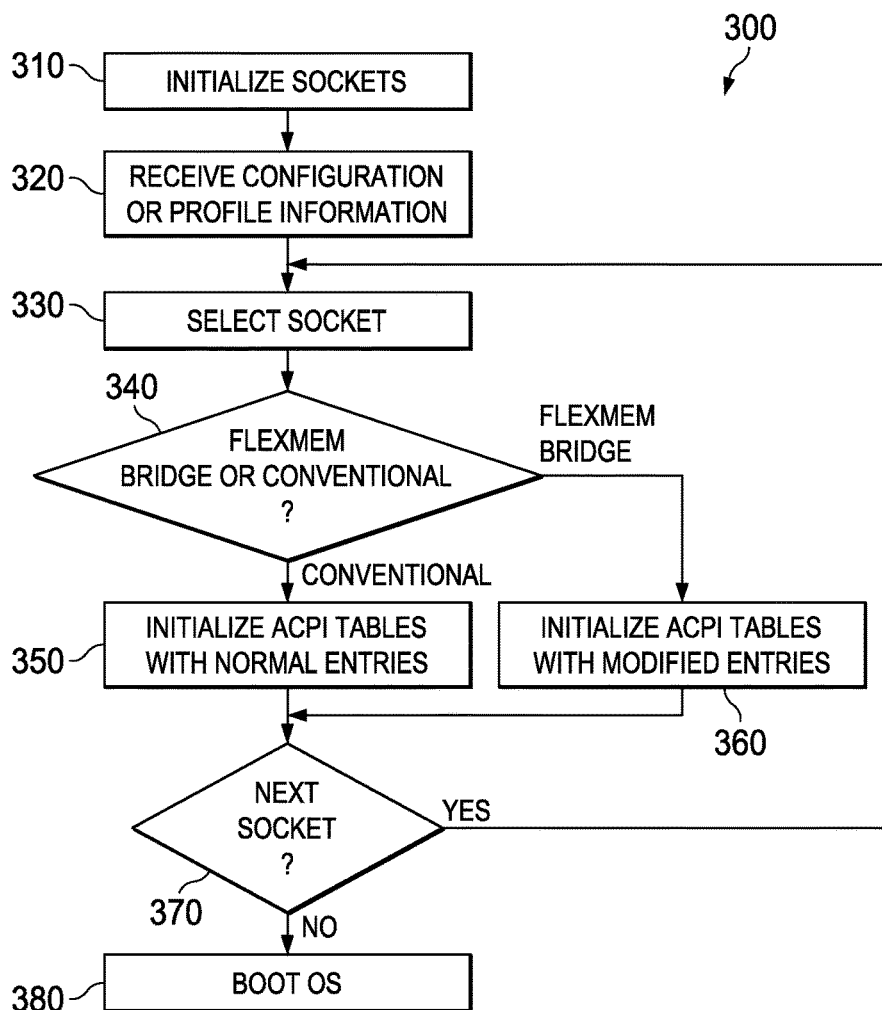 300
310
INITIALIZE SOCKETS
320
RECEIVE CONFIGURATION
OR PROFILE INFORMATION
330
SELECT SOCKET
340
FLEXMEM
BRIDGE OR CONVENTIONAL
?
FLEXMEM
BRIDGE
CONVENTIONAL
350
INITIALIZE ACPI TABLES
WITH NORMAL ENTRIES
INITIALIZE ACPI TABLES
WITH MODIFIED ENTRIES
360
NEXT
SOCKET
?
YES
370
NO
380
BOOT OS